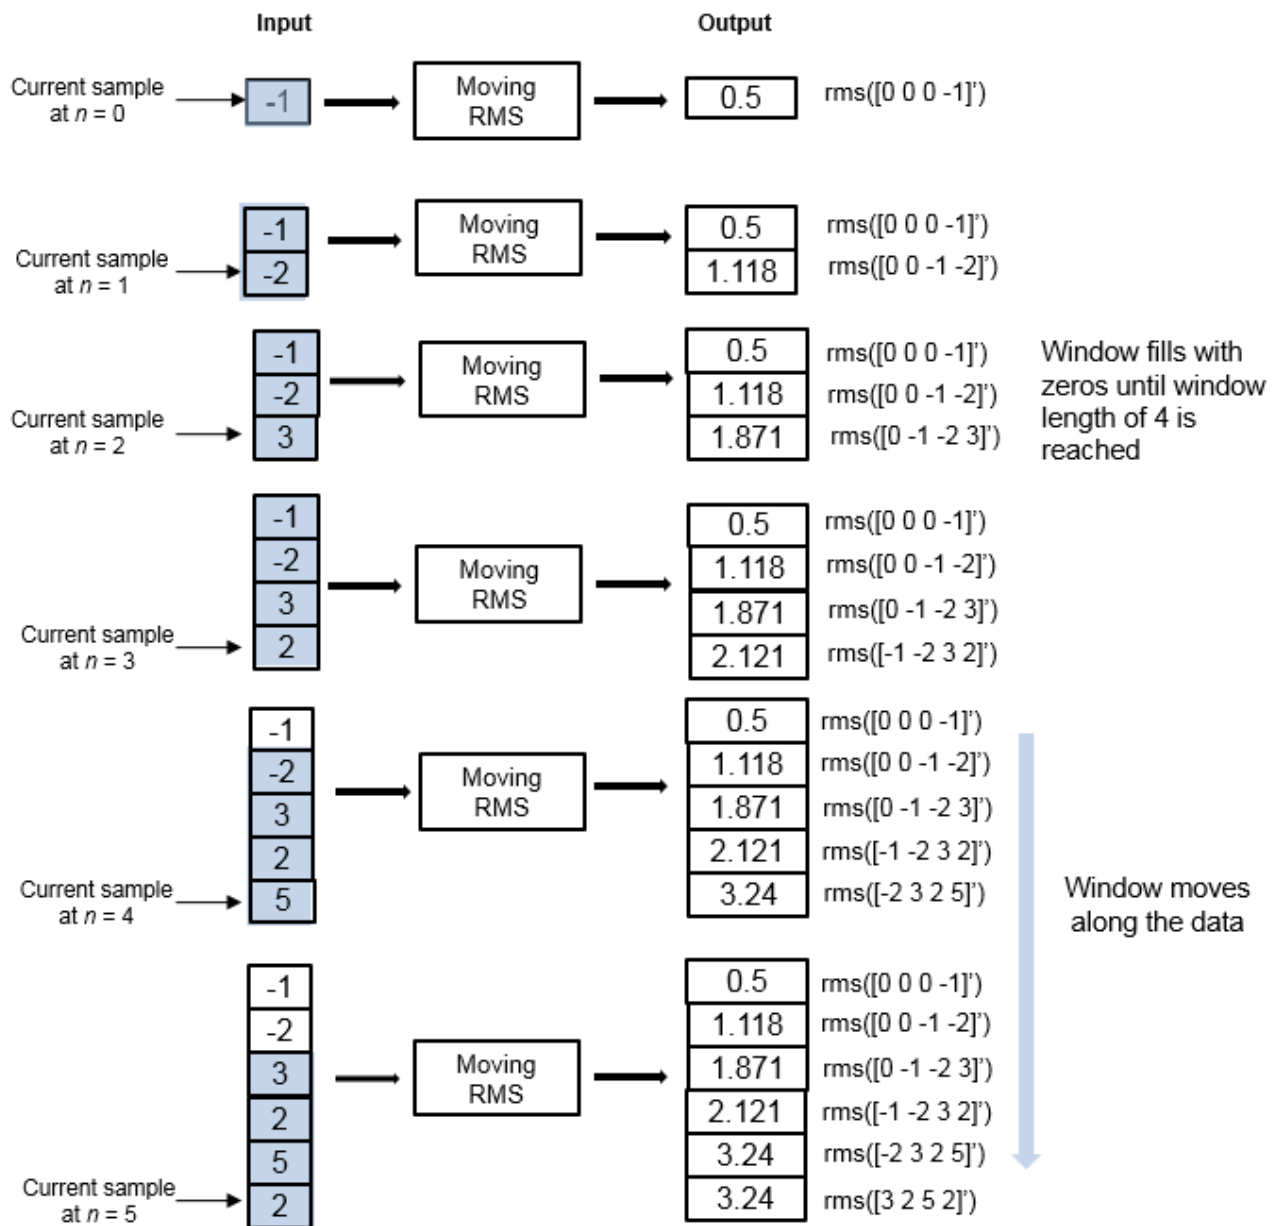 Input
Output
Current sample
at n = 0
-1
Moving
RMS
0.5
rms([0 0 0 -1]')
Current sample
at n = 1
-1
-2
Moving
RMS
0.5
1.118
rms([0 0 0 -1]')
rms([0 0 -1 -2]')
Current sample
at n = 2
-1
-2
3
Moving
RMS
0.5
1.118
1.871
rms([0 0 0 -1]')
rms([0 0 -1 -2]')
rms([0 -1 -2 3]')
Window fills with
zeros until window
length of 4 is
reached
Current sample
at n = 3
-1
-2
3
2
Moving
RMS
0.5
1.118
1.871
2.121
rms([0 0 0 -1]')
rms([0 0 -1 -2]')
rms([0 -1 -2 3]')
rms([-1 -2 3 2]')
Current sample
at n = 4
-1
-2
3
2
5
Moving
RMS
0.5
1.118
1.871
2.121
3.24
rms([0 0 0 -1]')
rms([0 0 -1 -2]')
rms([0 -1 -2 3]')
rms([-1 -2 3 2]')
rms([-2 3 2 5]')
Window moves
along the data
Current sample
at n = 5
-1
-2
3
2
5
2
Moving
RMS
0.5
1.118
1.871
2.121
3.24
3.24
rms([0 0 0 -1]')
rms([0 0 -1 -2]')
rms([0 -1 -2 3]')
rms([-1 -2 3 2]')
rms([-2 3 2 5]')
rms([3 2 5 2]')